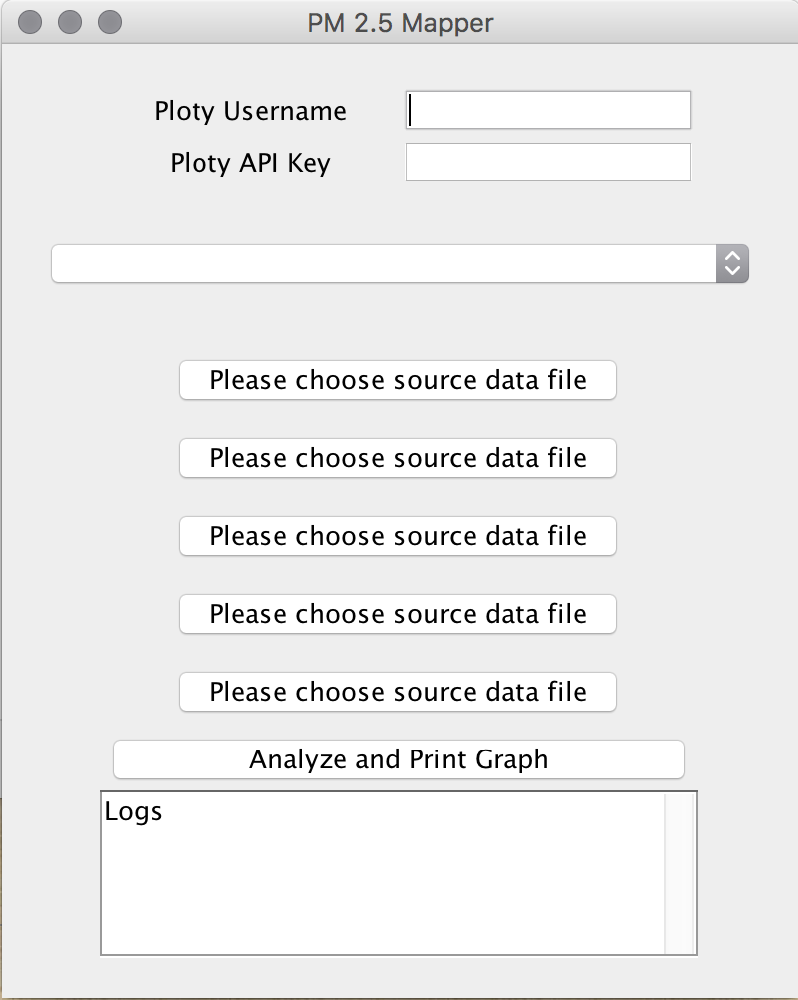 PM 2.5 Mapper
Ploty Username
Ploty API Key
Please choose source data file
Please choose source data file
Please choose source data file
Please choose source data file
Please choose source data file
Analyze and Print Graph
Logs